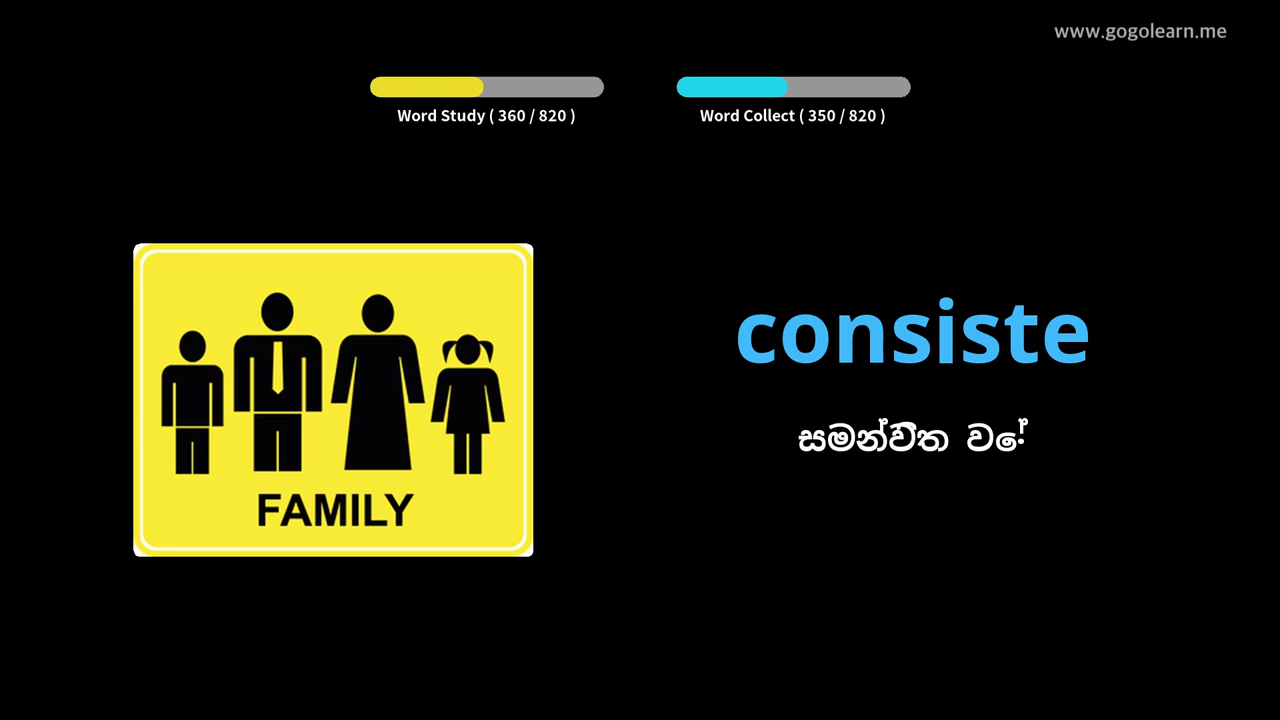 www.gogolearn.me
Word Study ( 360 / 820 )
Word Collect ( 350 / 820 )
consiste
සමන්විත වේ.
FAMILY